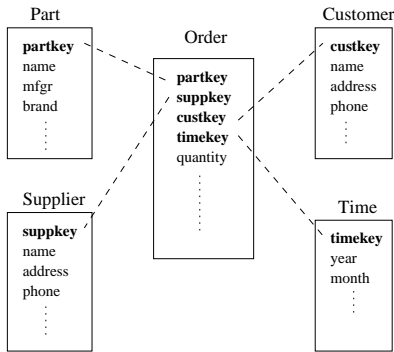 Part
partkey
name
mfgr
brand
Order
partkey
suppkey
custkey
timekey
quantity
Customer
custkey
name
address
phone
Supplier
suppkey
name
address
phone
Time
timekey
year
month